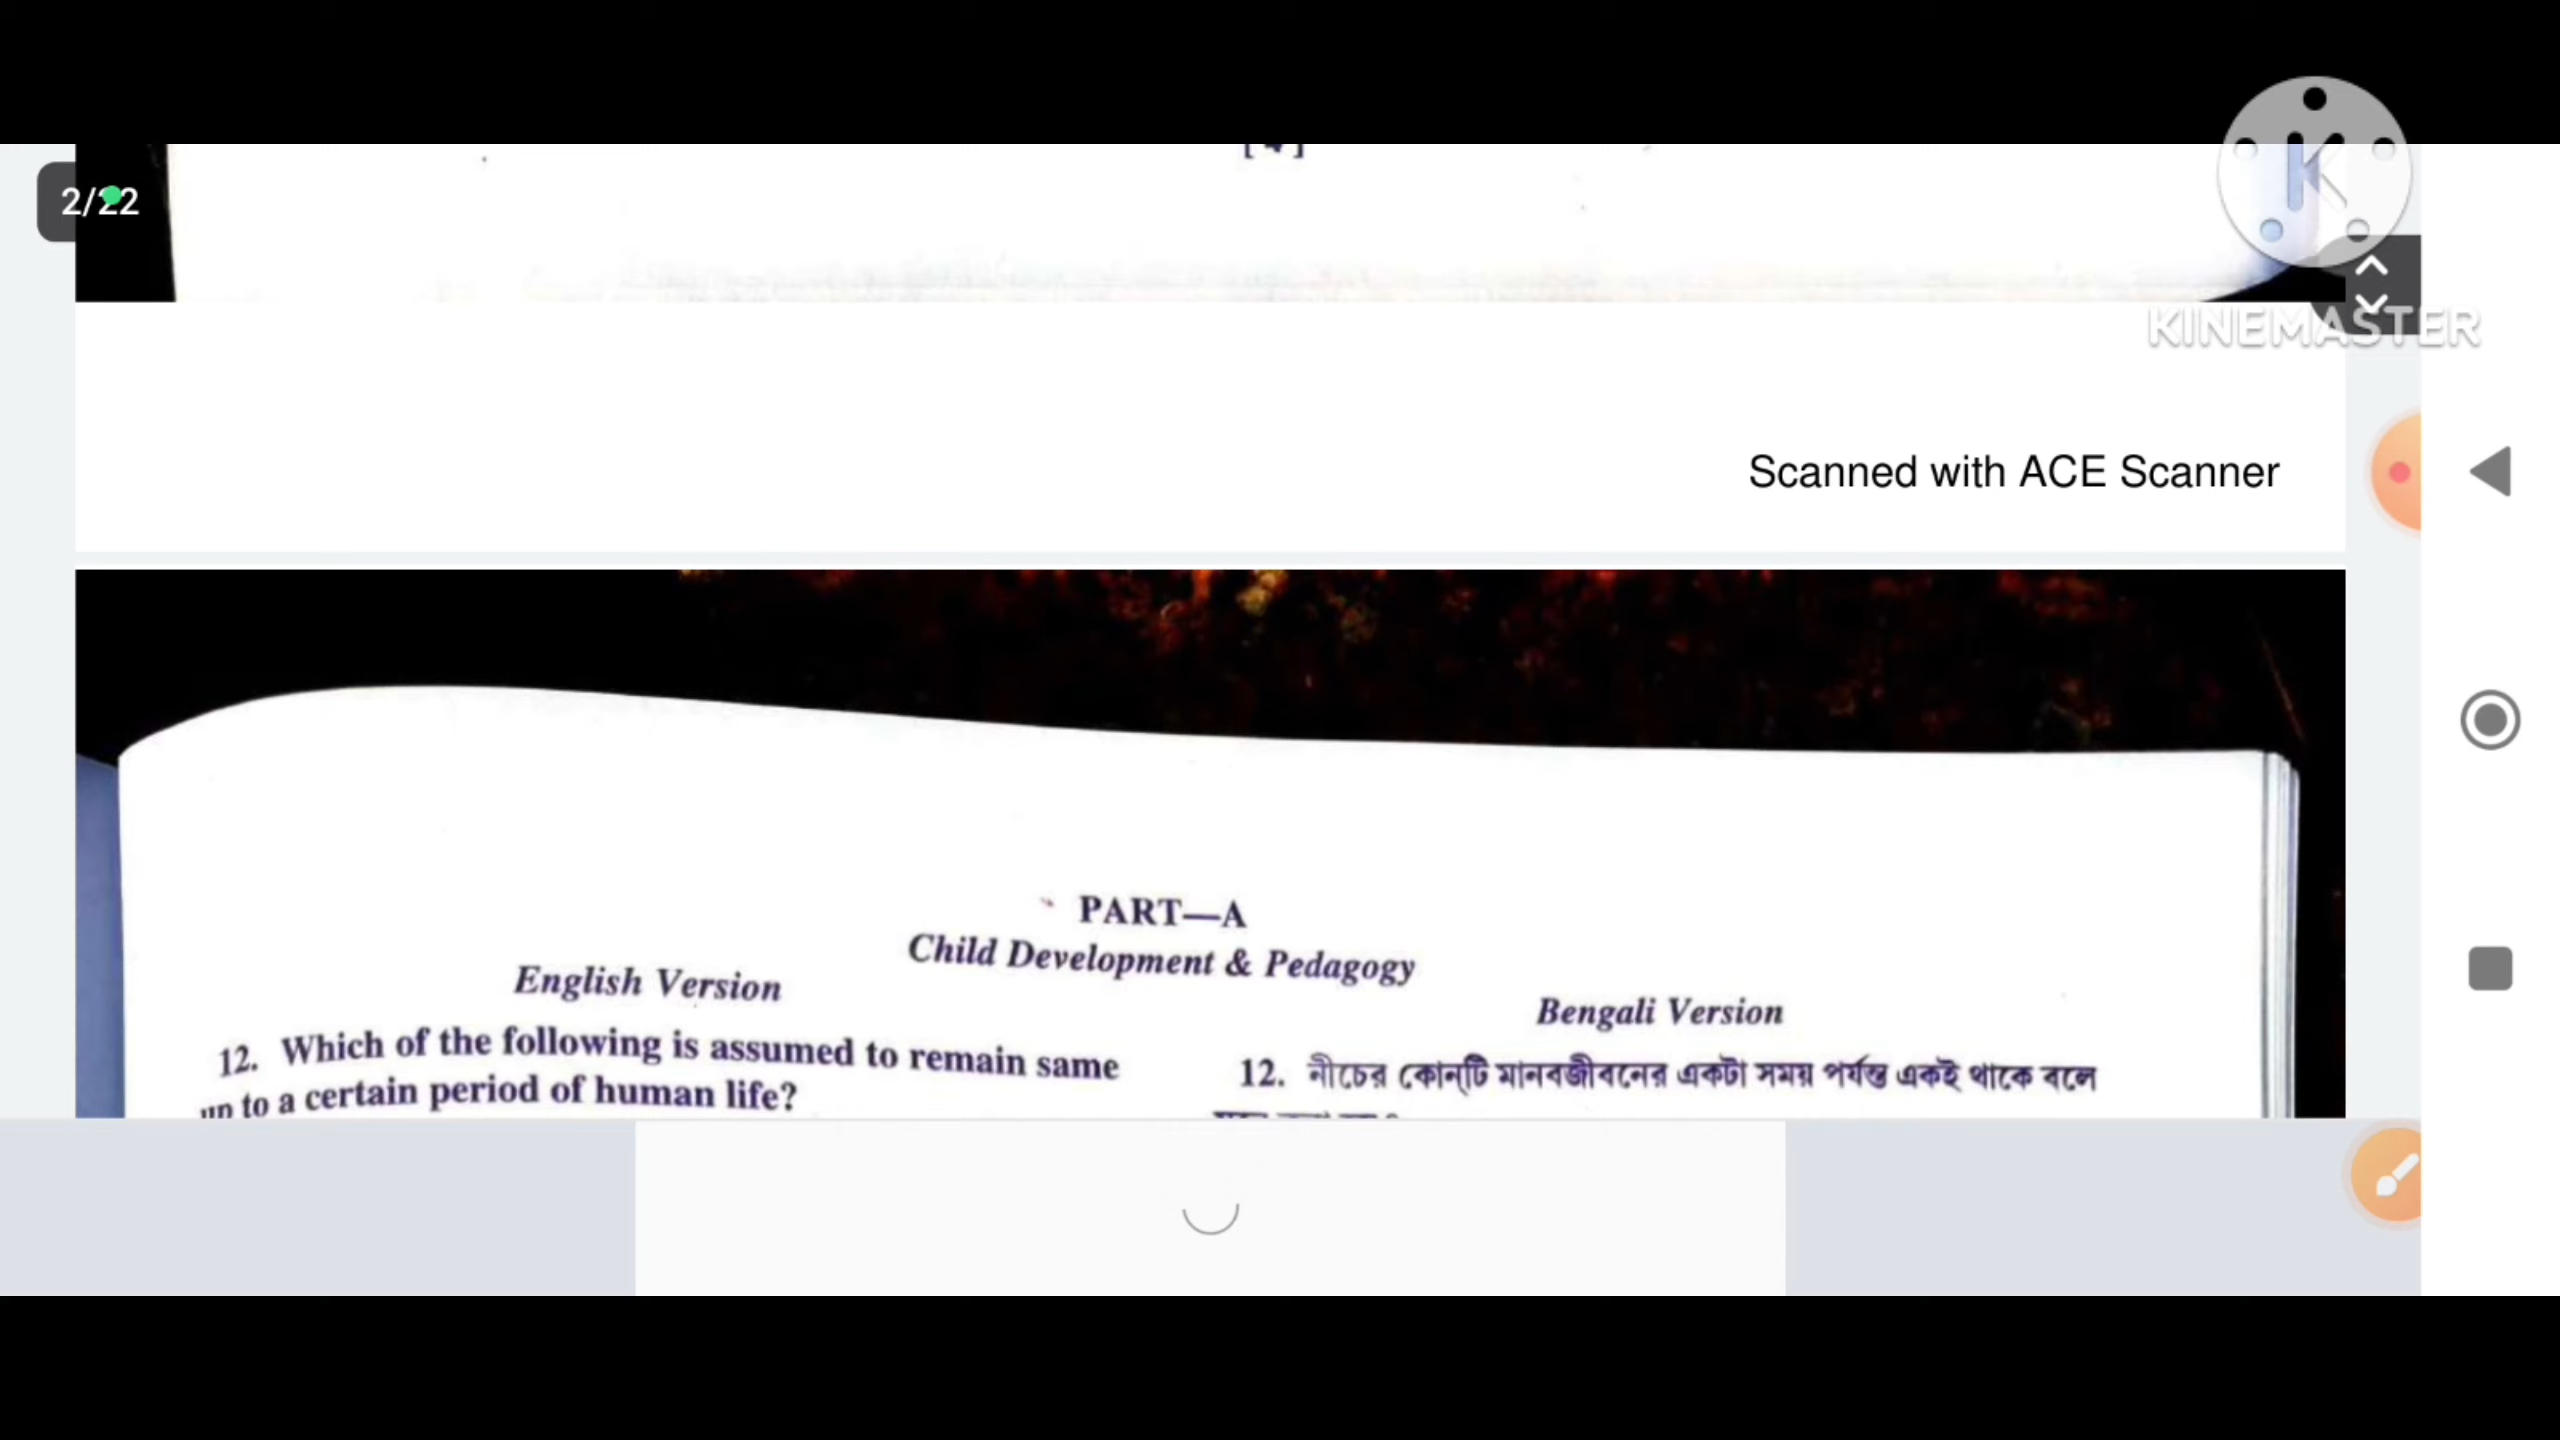 [ 4 ]
2/22
KINEMASTER
Scanned with ACE Scanner
PART—A
Child Development & Pedagogy
English Version
12. Which of the following is assumed to remain same
up to a certain period of human life?
Bengali Version
12. নীচের কোন্‌টি মানবজীবনের একটা সময় পর্যন্ত একই থাকে বলে